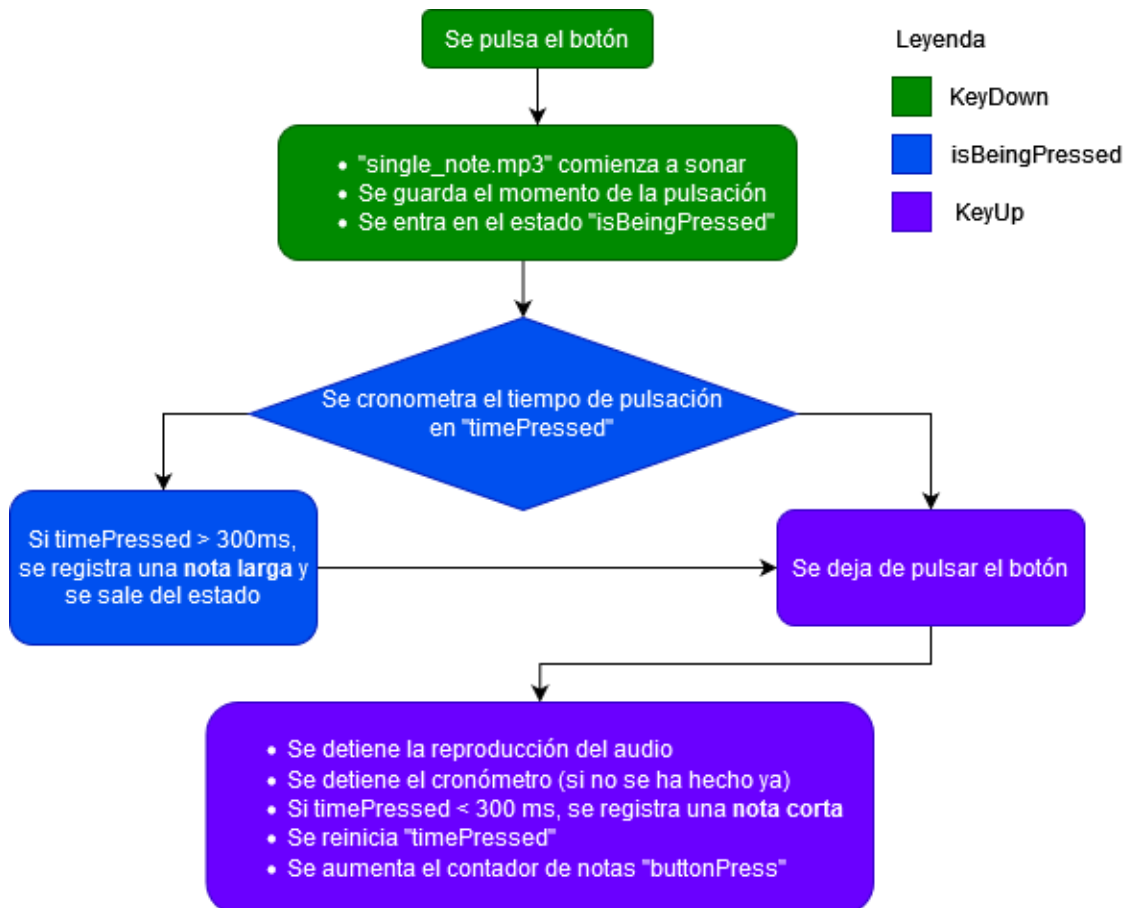 Se pulsa el botón
Leyenda
KeyDown
isBeingPressed
KeyUp
• "single_note.mp3" comienza a sonar
• Se guarda el momento de la pulsación
• Se entra en el estado "isBeingPressed"
Se cronometra el tiempo de pulsación
en "timePressed"
Si timePressed > 300ms,
se registra una nota larga y
se sale del estado
Se deja de pulsar el botón
• Se detiene la reproducción del audio
• Se detiene el cronómetro (si no se ha hecho ya)
• Si timePressed < 300 ms, se registra una nota corta
• Se reinicia "timePressed"
• Se aumenta el contador de notas "buttonPress"